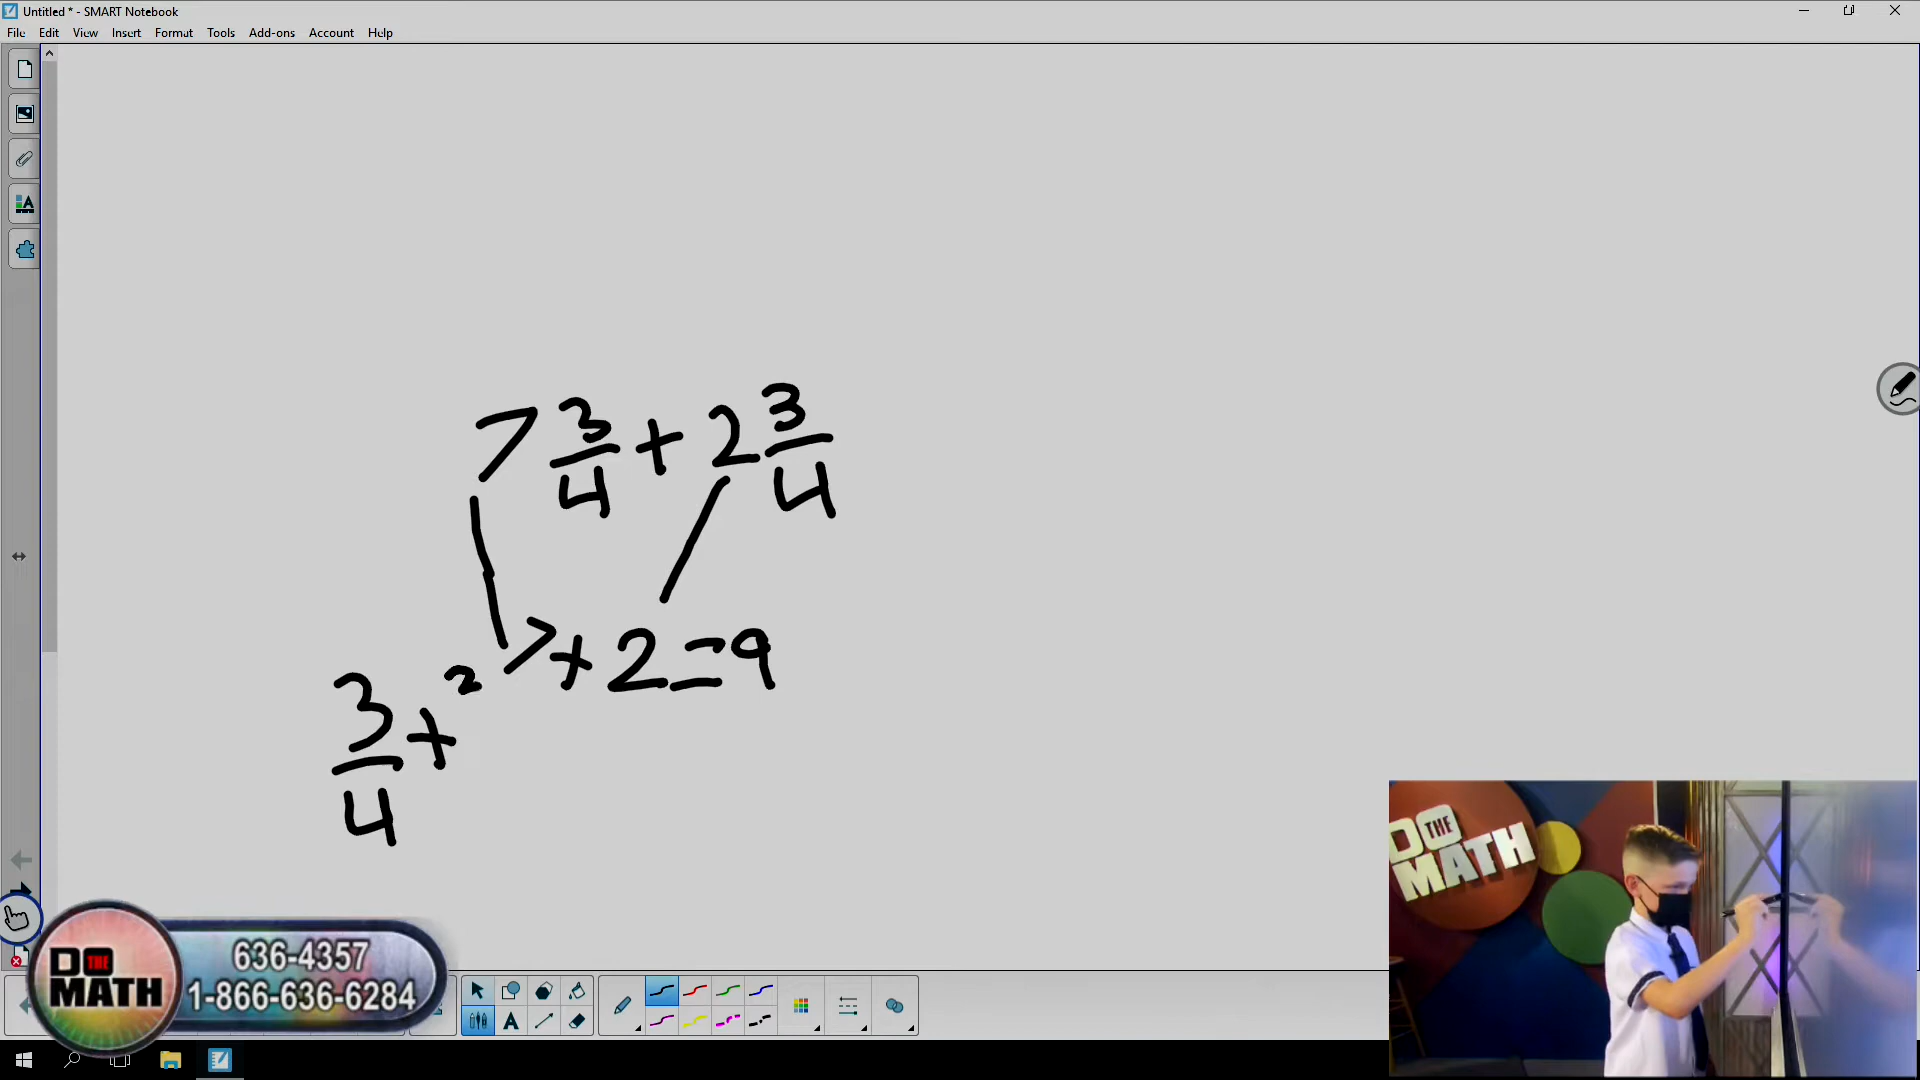 Untitled * - SMART Notebook
File Edit View Insert Format Tools Add-ons Account Help
7 3/4 + 2 3/4
7 + 2 = 9
3/4 + 2
DO THE MATH
DO THE MATH
636-4357
1-866-636-6284